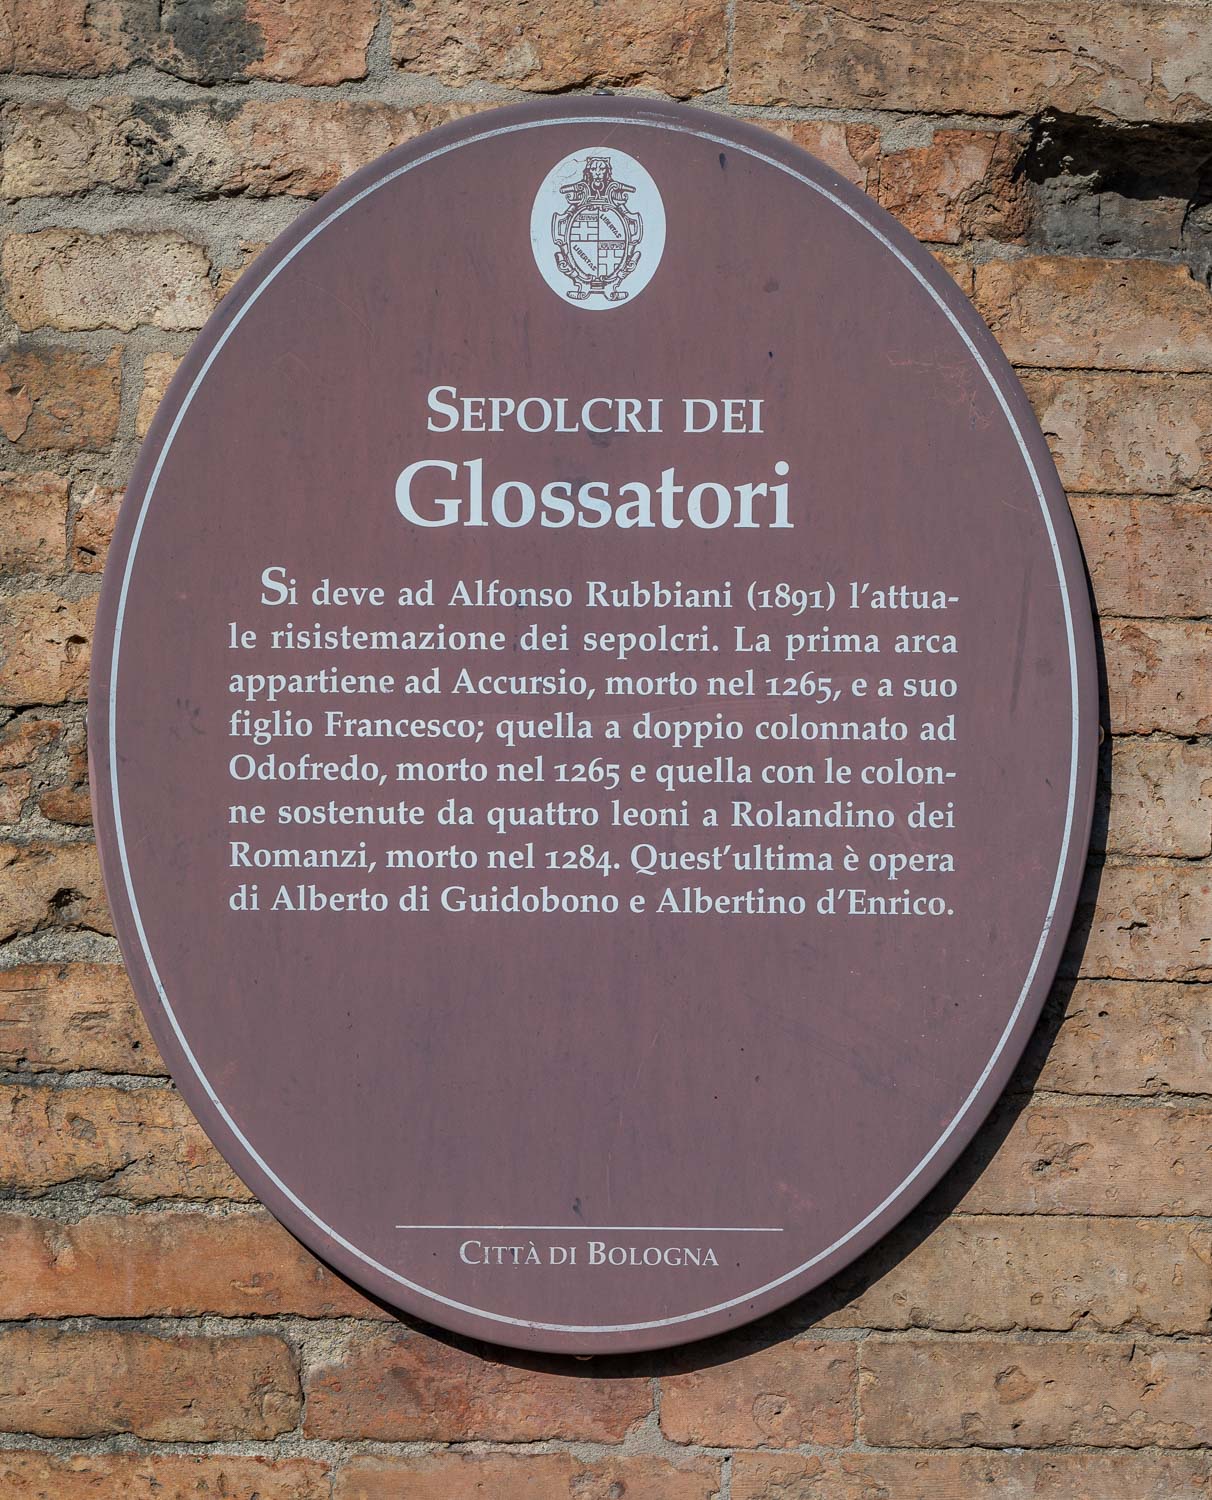 LIBERTAS
LIBERTAS
SEPOLCRI DEI
Glossatori
Si deve ad Alfonso Rubbiani (1891) l'attua-
le risistemazione dei sepolcri. La prima arca
appartiene ad Accursio, morto nel 1265, e a suo
figlio Francesco; quella a doppio colonnato ad
Odofredo, morto nel 1265 e quella con le colon-
ne sostenute da quattro leoni a Rolandino dei
Romanzi, morto nel 1284. Quest'ultima è opera
di Alberto di Guidobono e Albertino d'Enrico.
CITTÀ DI BOLOGNA